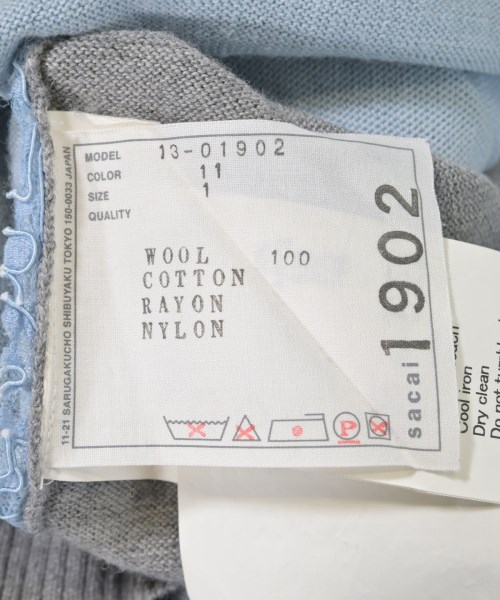 MODEL 13-01902
COLOR 11
SIZE 1
QUALITY
WOOL 100
COTTON
RAYON
NYLON
P
11-21 SARUGAKUCHO SHIBUYAKU TOKYO 150-0033 JAPAN
sacai 1902
Cool iron
Dry clean